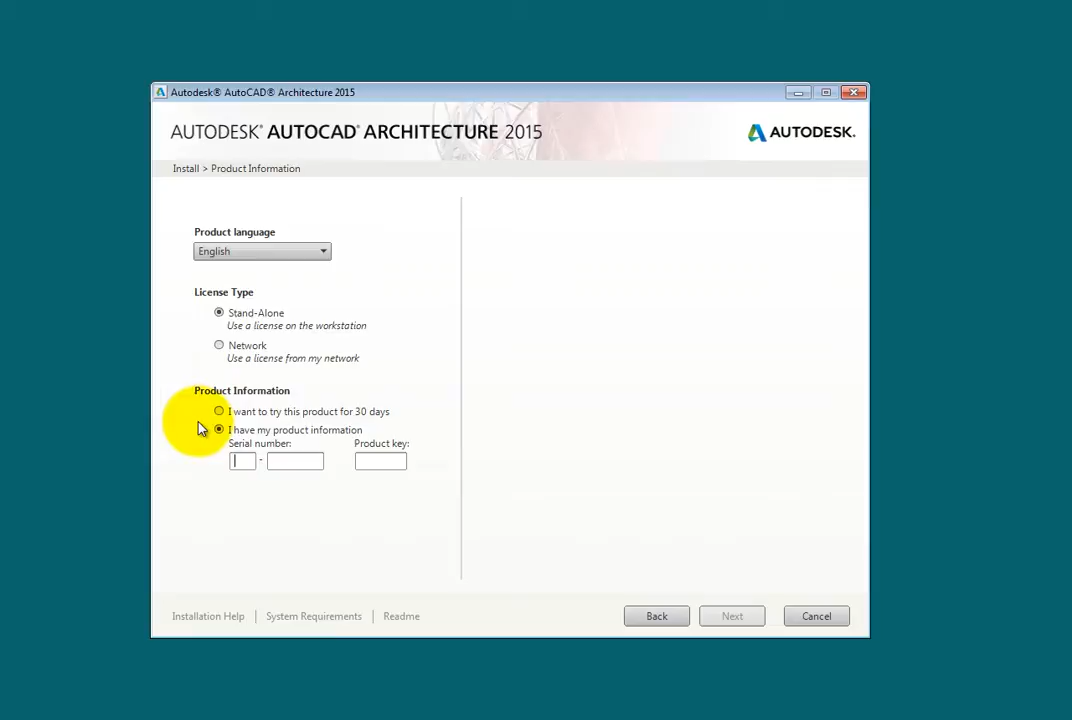 Autodesk® AutoCAD® Architecture 2015
AUTODESK® AUTOCAD® ARCHITECTURE 2015
AUTODESK.
Install > Product Information
Product language
English
License Type
Stand-Alone
Use a license on the workstation
Network
Use a license from my network
Product Information
I want to try this product for 30 days
I have my product information
Serial number: Product key:
-
Installation Help | System Requirements | Readme
Back Next Cancel